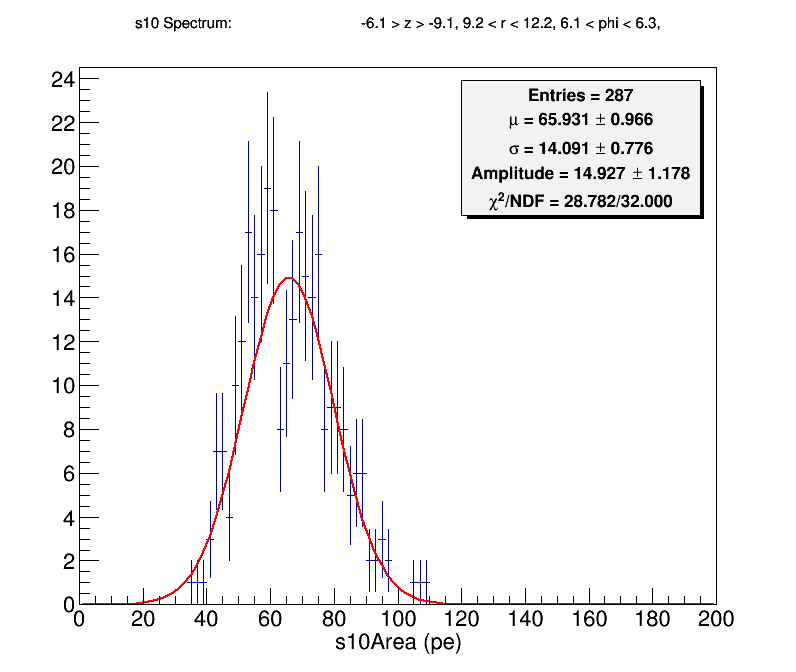 s10 Spectrum: -6.1 > z > -9.1, 9.2 < r < 12.2, 6.1 < phi < 6.3,
Entries = 287
μ = 65.931 ± 0.966
σ = 14.091 ± 0.776
Amplitude = 14.927 ± 1.178
χ²/NDF = 28.782/32.000
24
22
20
18
16
14
12
10
8
6
4
2
0
0 20 40 60 80 100 120 140 160 180 200
s10Area (pe)